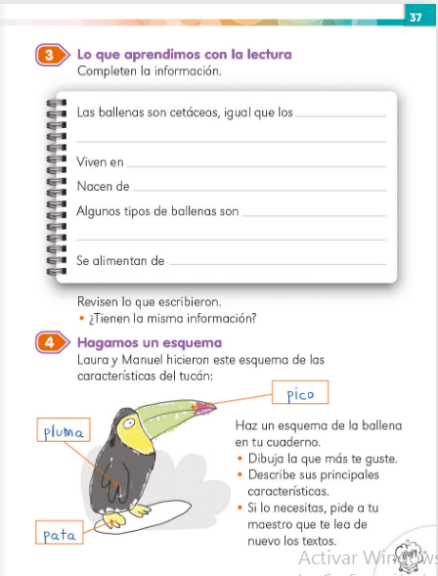 37
3 Lo que aprendimos con la lectura
Completen la información.
Las ballenas son cetáceos, igual que los
Viven en
Nacen de
Algunos tipos de ballenas son
Se alimentan de
Revisen lo que escribieron.
• ¿Tienen la misma información?
4 Hagamos un esquema
Laura y Manuel hicieron este esquema de las
características del tucán:
pico
pluma
pata
Haz un esquema de la ballena
en tu cuaderno.
• Dibuja la que más te guste.
• Describe sus principales
características.
• Si lo necesitas, pide a tu
maestro que te lea de
nuevo los textos.
Activar